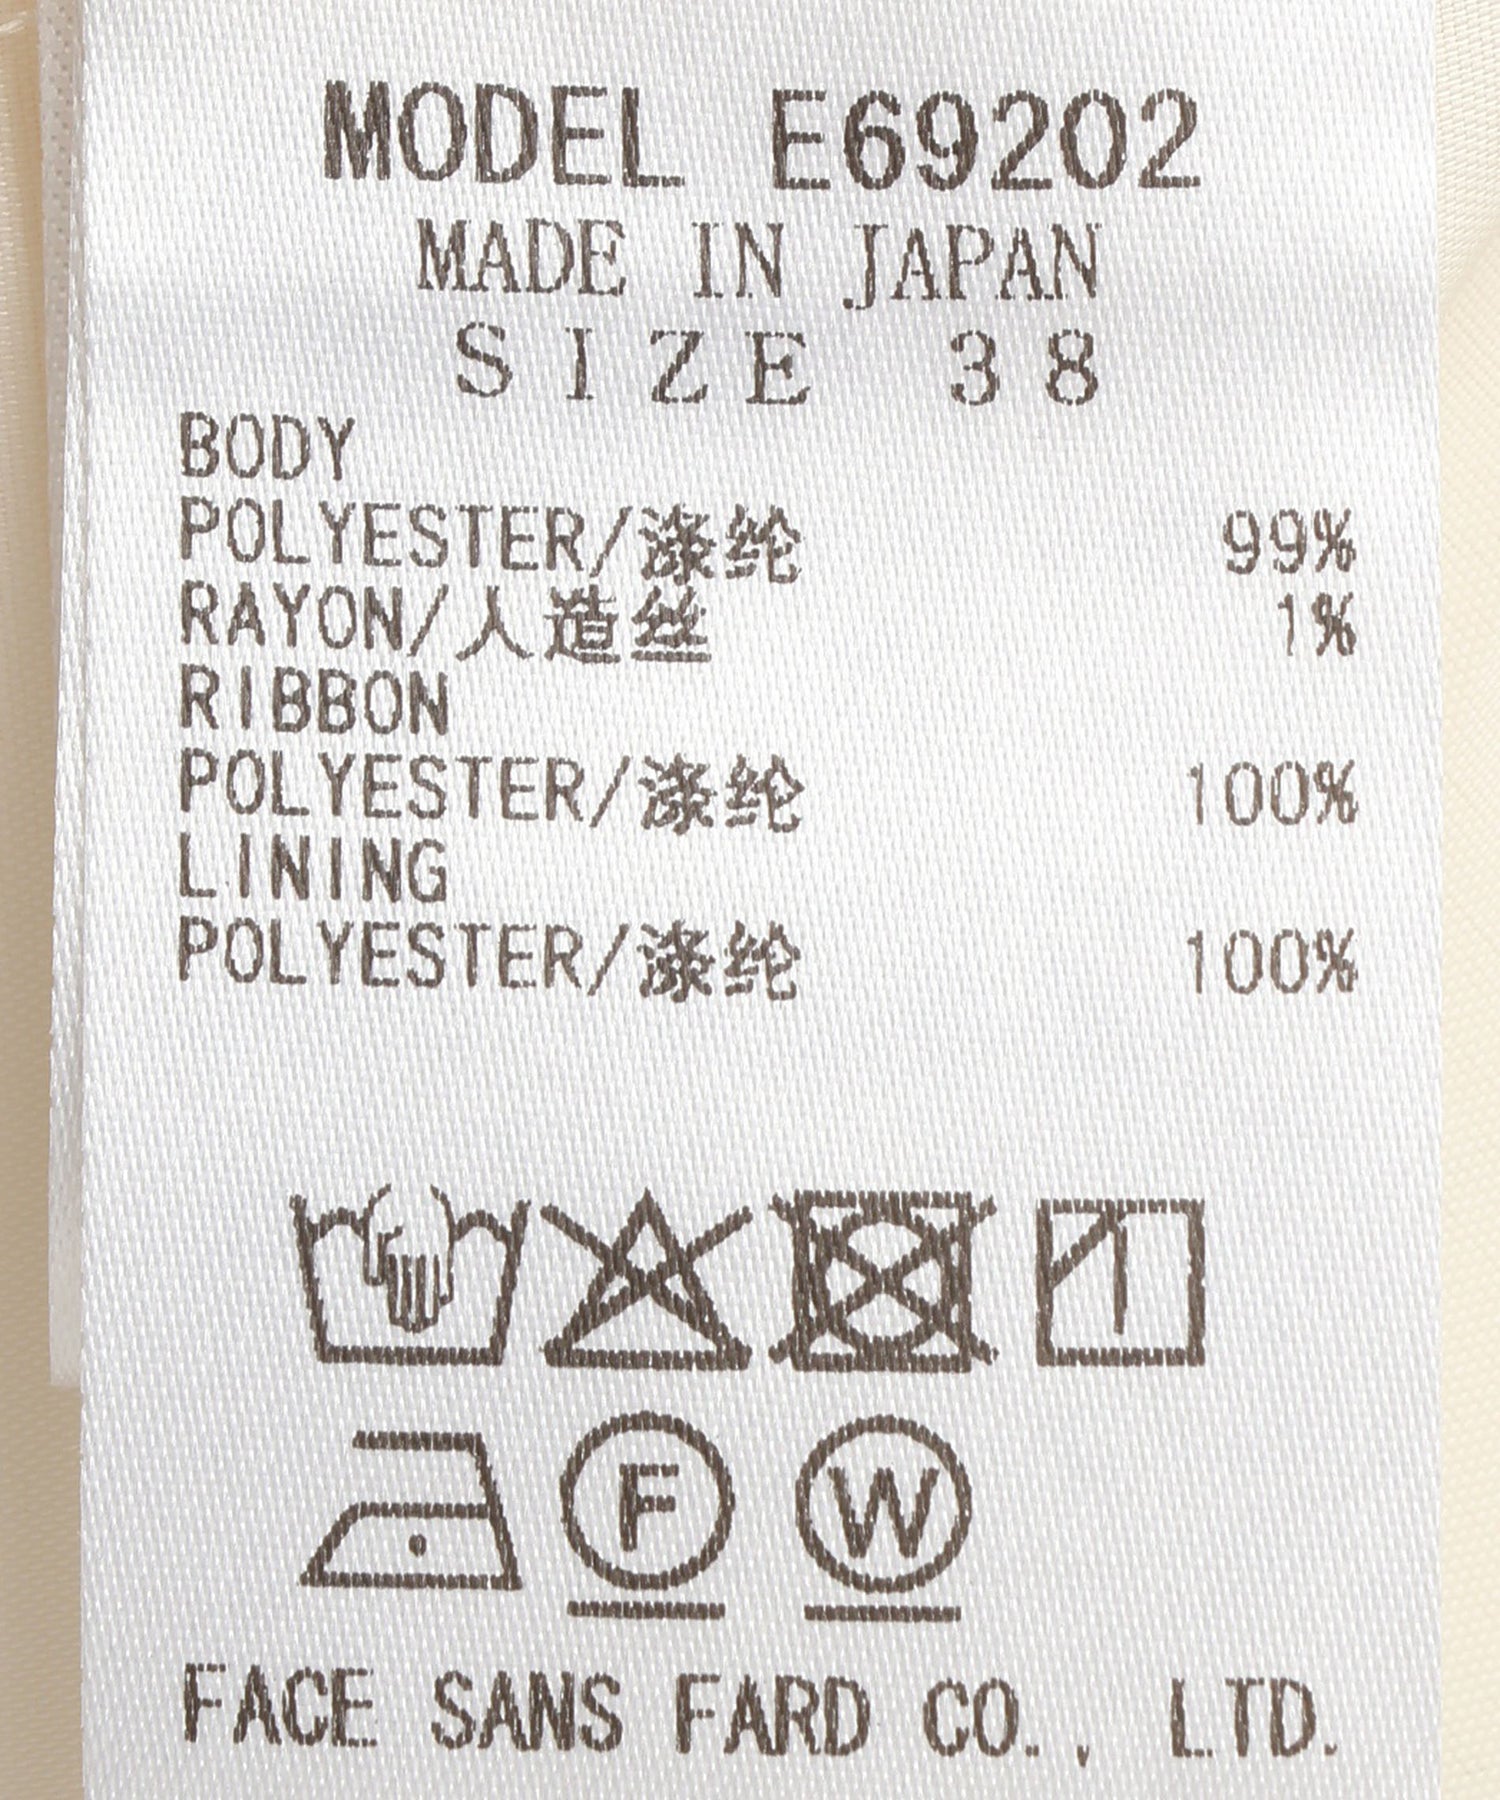 MODEL E69202
MADE IN JAPAN
SIZE 38
BODY
POLYESTER/涤纶 99%
RAYON/人造丝 1%
RIBBON
POLYESTER/涤纶 100%
LINING
POLYESTER/涤纶 100%
F W
FACE SANS FARD CO., LTD.